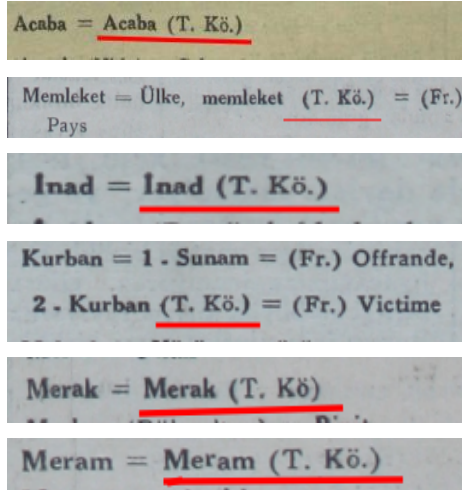 Acaba = Acaba (T. Kö.)
Memleket = Ülke, memleket (T. Kö.) = (Fr.)
Pays
İnad = İnad (T. Kö.)
Kurban = 1 - Sunam = (Fr.) Offrande,
2 - Kurban (T. Kö.) = (Fr.) Victime
Merak = Merak (T. Kö)
Meram = Meram (T. Kö.)